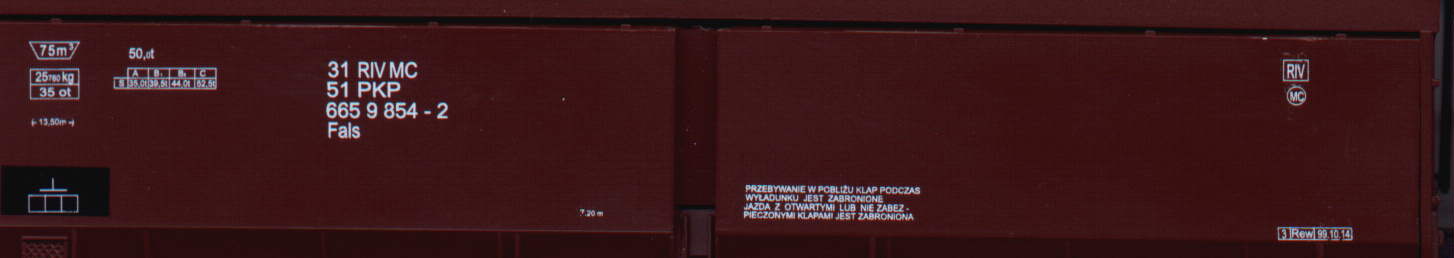 75m³
25780 kg
35 ot
⊦ 13,50m ⊣
50,ot
A B₁ B₂ C
S 35,0t 39,5t 44,0t 52,5t
31 RIV MC
51 PKP
665 9 854 - 2
Fals
7.20 m
PRZEBYWANIE W POBLIŻU KLAP PODCZAS
WYŁADUNKU JEST ZABRONIONE
JAZDA Z OTWARTYMI LUB NIE ZABEZ -
PIECZONYMI KLAPAMI JEST ZABRONIONA
RIV
MC
3 Rew 99.10.14